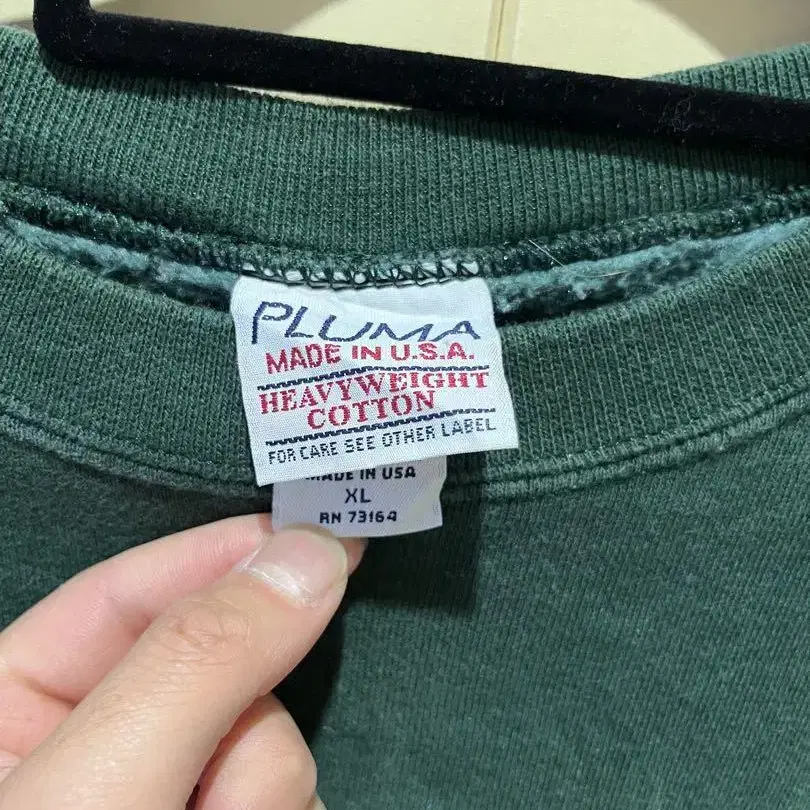 PLUMA
MADE IN U.S.A.
HEAVYWEIGHT
COTTON
FOR CARE SEE OTHER LABEL
MADE IN USA
XL
RN 73164